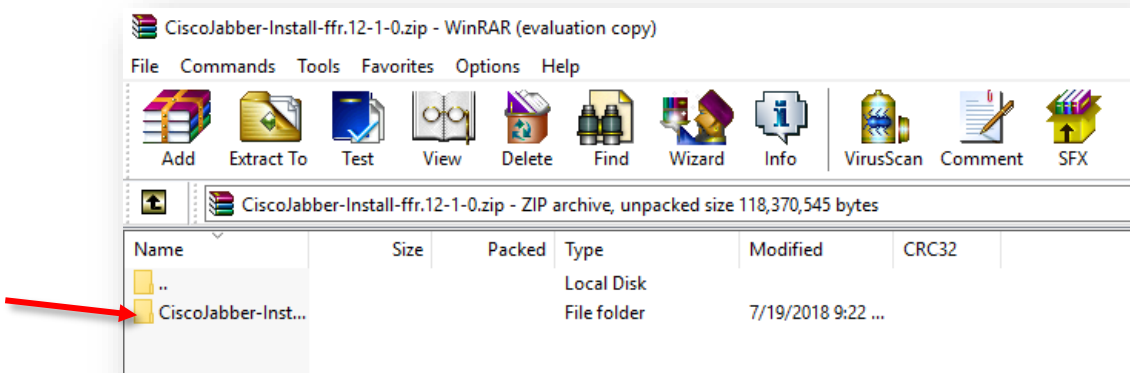 CiscoJabber-Install-ffr.12-1-0.zip - WinRAR (evaluation copy)
File Commands Tools Favorites Options Help
Add Extract To Test View Delete Find Wizard Info VirusScan Comment SFX
CiscoJabber-Install-ffr.12-1-0.zip - ZIP archive, unpacked size 118,370,545 bytes
Name Size Packed Type Modified CRC32
.. Local Disk
CiscoJabber-Inst... File folder 7/19/2018 9:22 ...